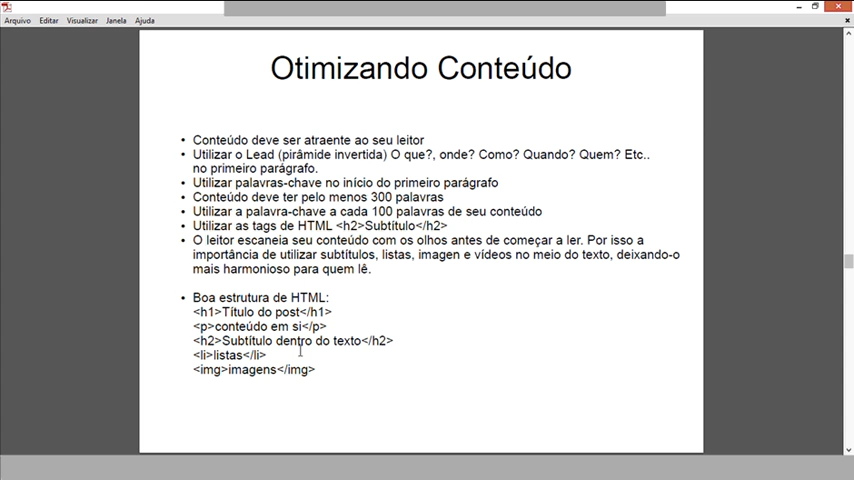 Arquivo Editar Visualizar Janela Ajuda
Otimizando Conteúdo
• Conteúdo deve ser atraente ao seu leitor
• Utilizar o Lead (pirâmide invertida) O que?, onde? Como? Quando? Quem? Etc..
no primeiro parágrafo.
• Utilizar palavras-chave no início do primeiro parágrafo
• Conteúdo deve ter pelo menos 300 palavras
• Utilizar a palavra-chave a cada 100 palavras de seu conteúdo
• Utilizar as tags de HTML <h2>Subtítulo</h2>
• O leitor escaneia seu conteúdo com os olhos antes de começar a ler. Por isso a
importância de utilizar subtítulos, listas, imagen e vídeos no meio do texto, deixando-o
mais harmonioso para quem lê.
• Boa estrutura de HTML:
<h1>Título do post</h1>
<p>conteúdo em si</p>
<h2>Subtítulo dentro do texto</h2>
<li>listas</li>
<img>imagens</img>